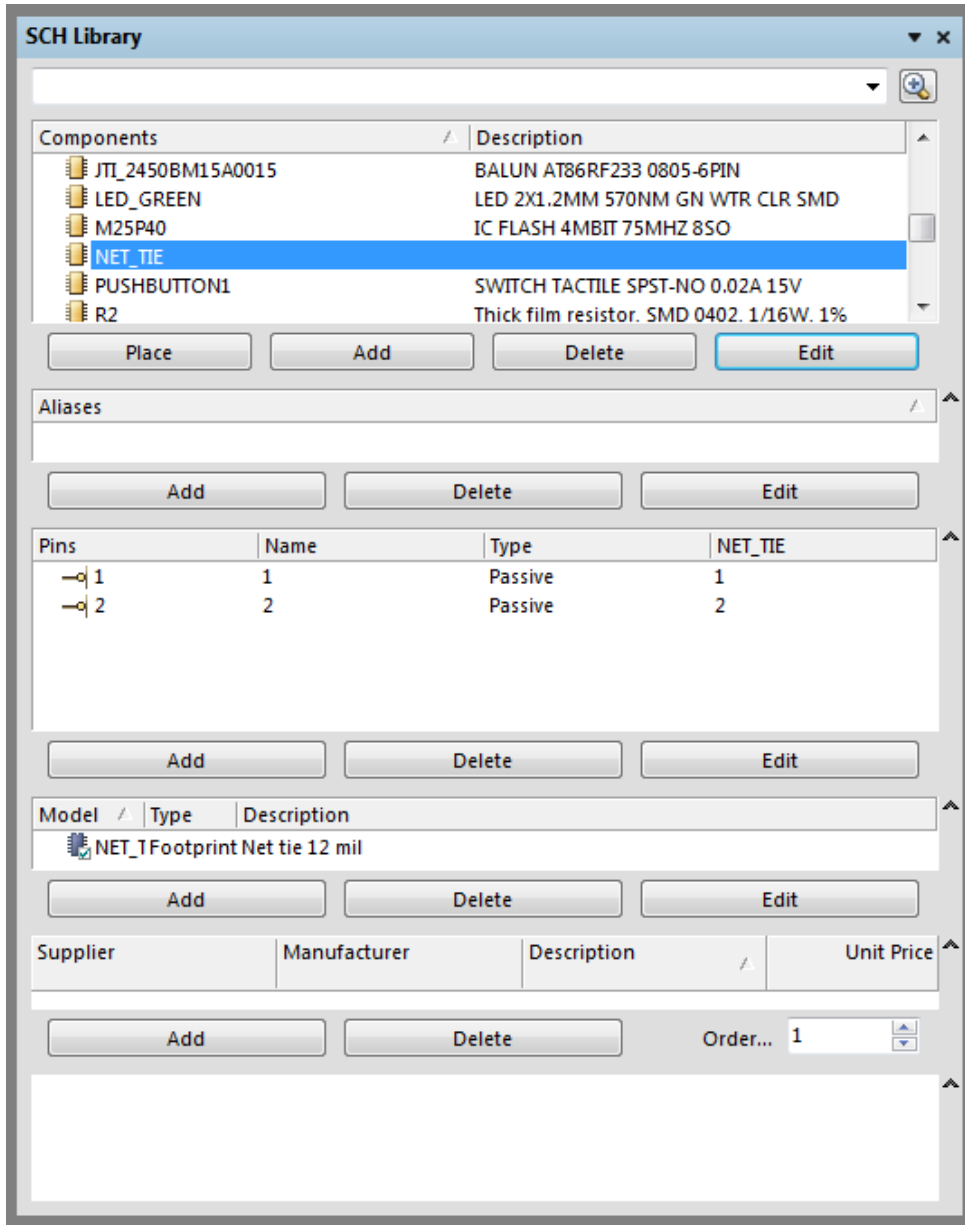 SCH Library
Components Description
JTI_2450BM15A0015 BALUN AT86RF233 0805-6PIN
LED_GREEN LED 2X1.2MM 570NM GN WTR CLR SMD
M25P40 IC FLASH 4MBIT 75MHZ 8SO
NET_TIE
PUSHBUTTON1 SWITCH TACTILE SPST-NO 0.02A 15V
R2 Thick film resistor, SMD 0402, 1/16W, 1%
Place Add Delete Edit
Aliases
Add Delete Edit
Pins Name Type NET_TIE
1 1 Passive 1
2 2 Passive 2
Add Delete Edit
Model Type Description
NET_T Footprint Net tie 12 mil
Add Delete Edit
Supplier Manufacturer Description Unit Price
Add Delete Order... 1